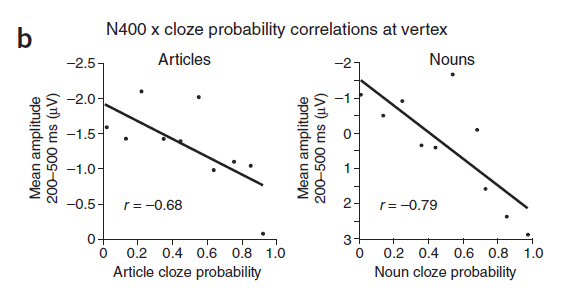 b
N400 x cloze probability correlations at vertex
Articles
Mean amplitude
200–500 ms (µV)
–2.5
–2.0
–1.5
–1.0
–0.5
0
r = –0.68
0 0.2 0.4 0.6 0.8 1.0
Article cloze probability
Nouns
Mean amplitude
200–500 ms (µV)
–2
–1
0
1
2
3
r = –0.79
0 0.2 0.4 0.6 0.8 1.0
Noun cloze probability